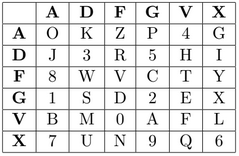 A D F G V X
A O K Z P 4 G
D J 3 R 5 H I
F 8 W V C T Y
G 1 S D 2 E X
V B M 0 A F L
X 7 U N 9 Q 6